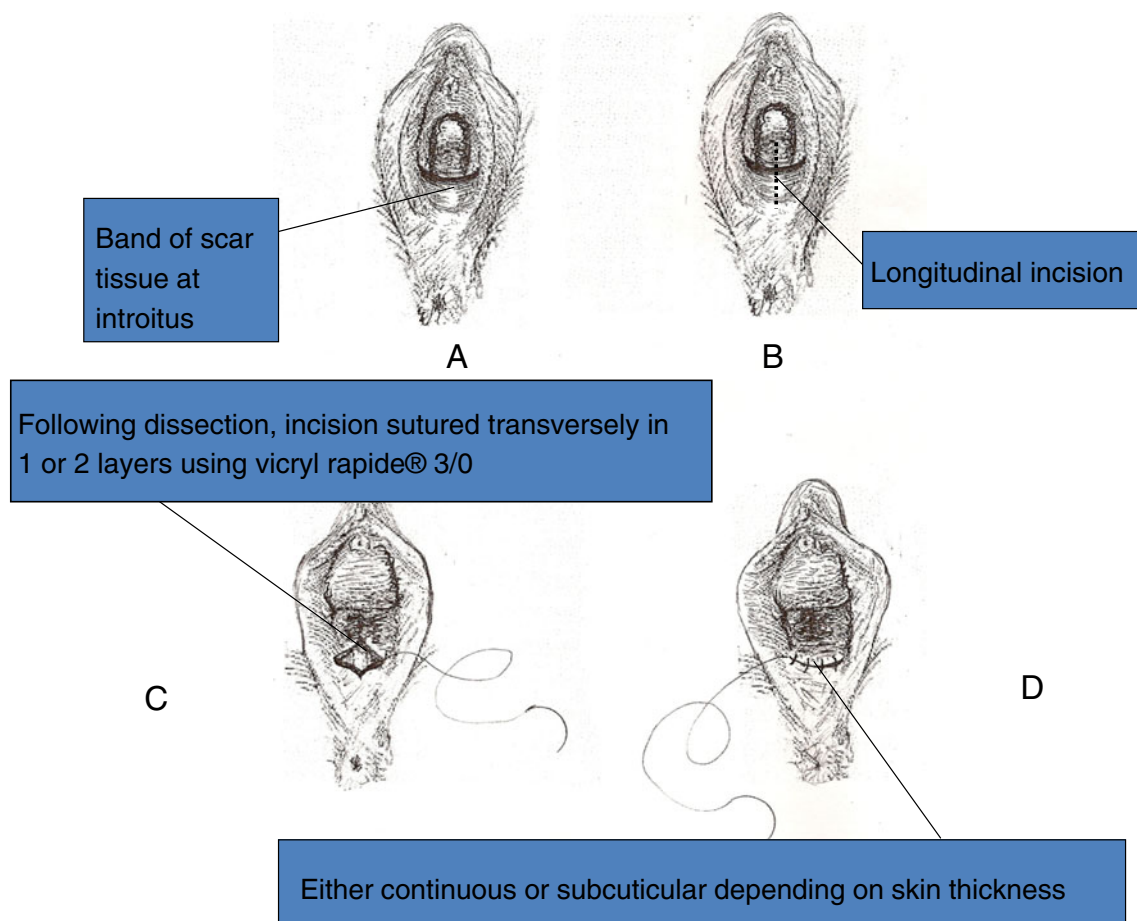 Band of scar
tissue at
introitus
Longitudinal incision
A
B
Following dissection, incision sutured transversely in
1 or 2 layers using vicryl rapide® 3/0
C
D
Either continuous or subcuticular depending on skin thickness